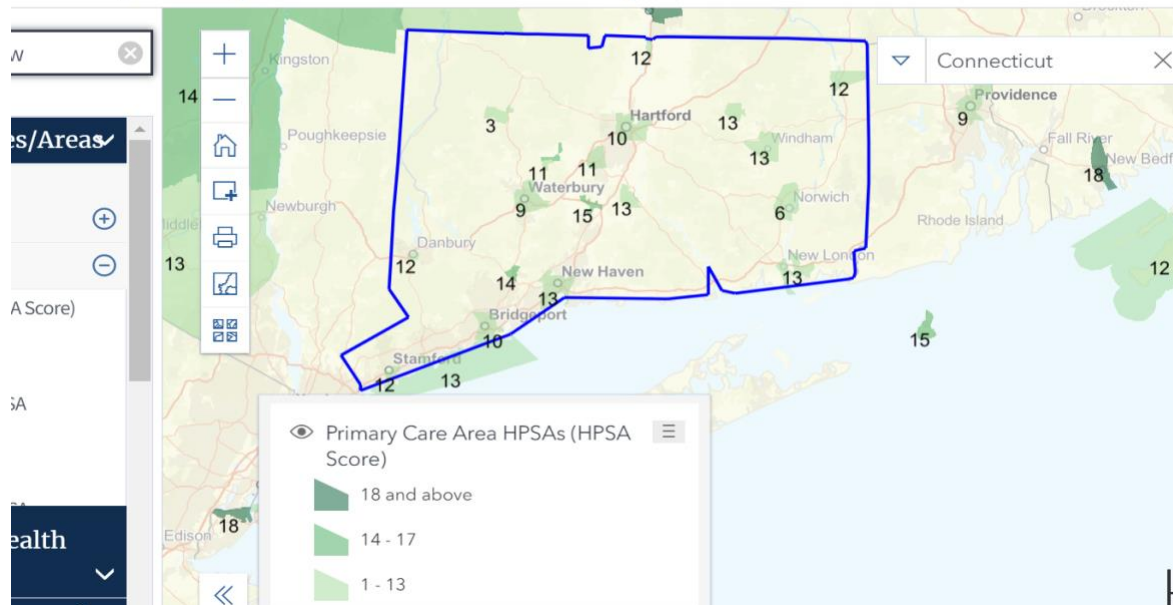 Kingston
14
Poughkeepsie
Newburgh
13
Edison
18
es/Areas
A Score)
SA
ealth
12
12
3
Hartford
10
13
Windham
13
11
11
Waterbury
9
15
13
Norwich
6
Danbury
12
New London
13
14
New Haven
13
Bridgeport
10
Stamford
12
13
Connecticut
Providence
9
Fall River
New Bedf
18
Rhode Island
12
15
Primary Care Area HPSAs (HPSA
Score)
18 and above
14 - 17
1 - 13